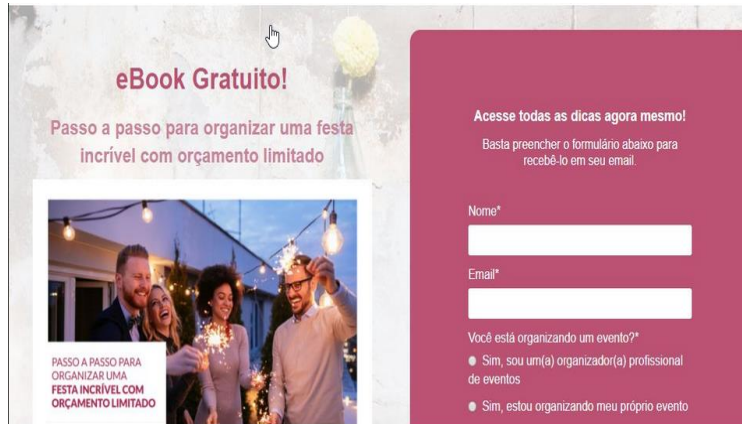 eBook Gratuito!
Passo a passo para organizar uma festa
incrível com orçamento limitado
PASSO A PASSO PARA
ORGANIZAR UMA
FESTA INCRÍVEL COM
ORÇAMENTO LIMITADO
Acesse todas as dicas agora mesmo!
Basta preencher o formulário abaixo para
recebê-lo em seu email.
Nome*
Email*
Você está organizando um evento?*
Sim, sou um(a) organizador(a) profissional
de eventos
Sim, estou organizando meu próprio evento